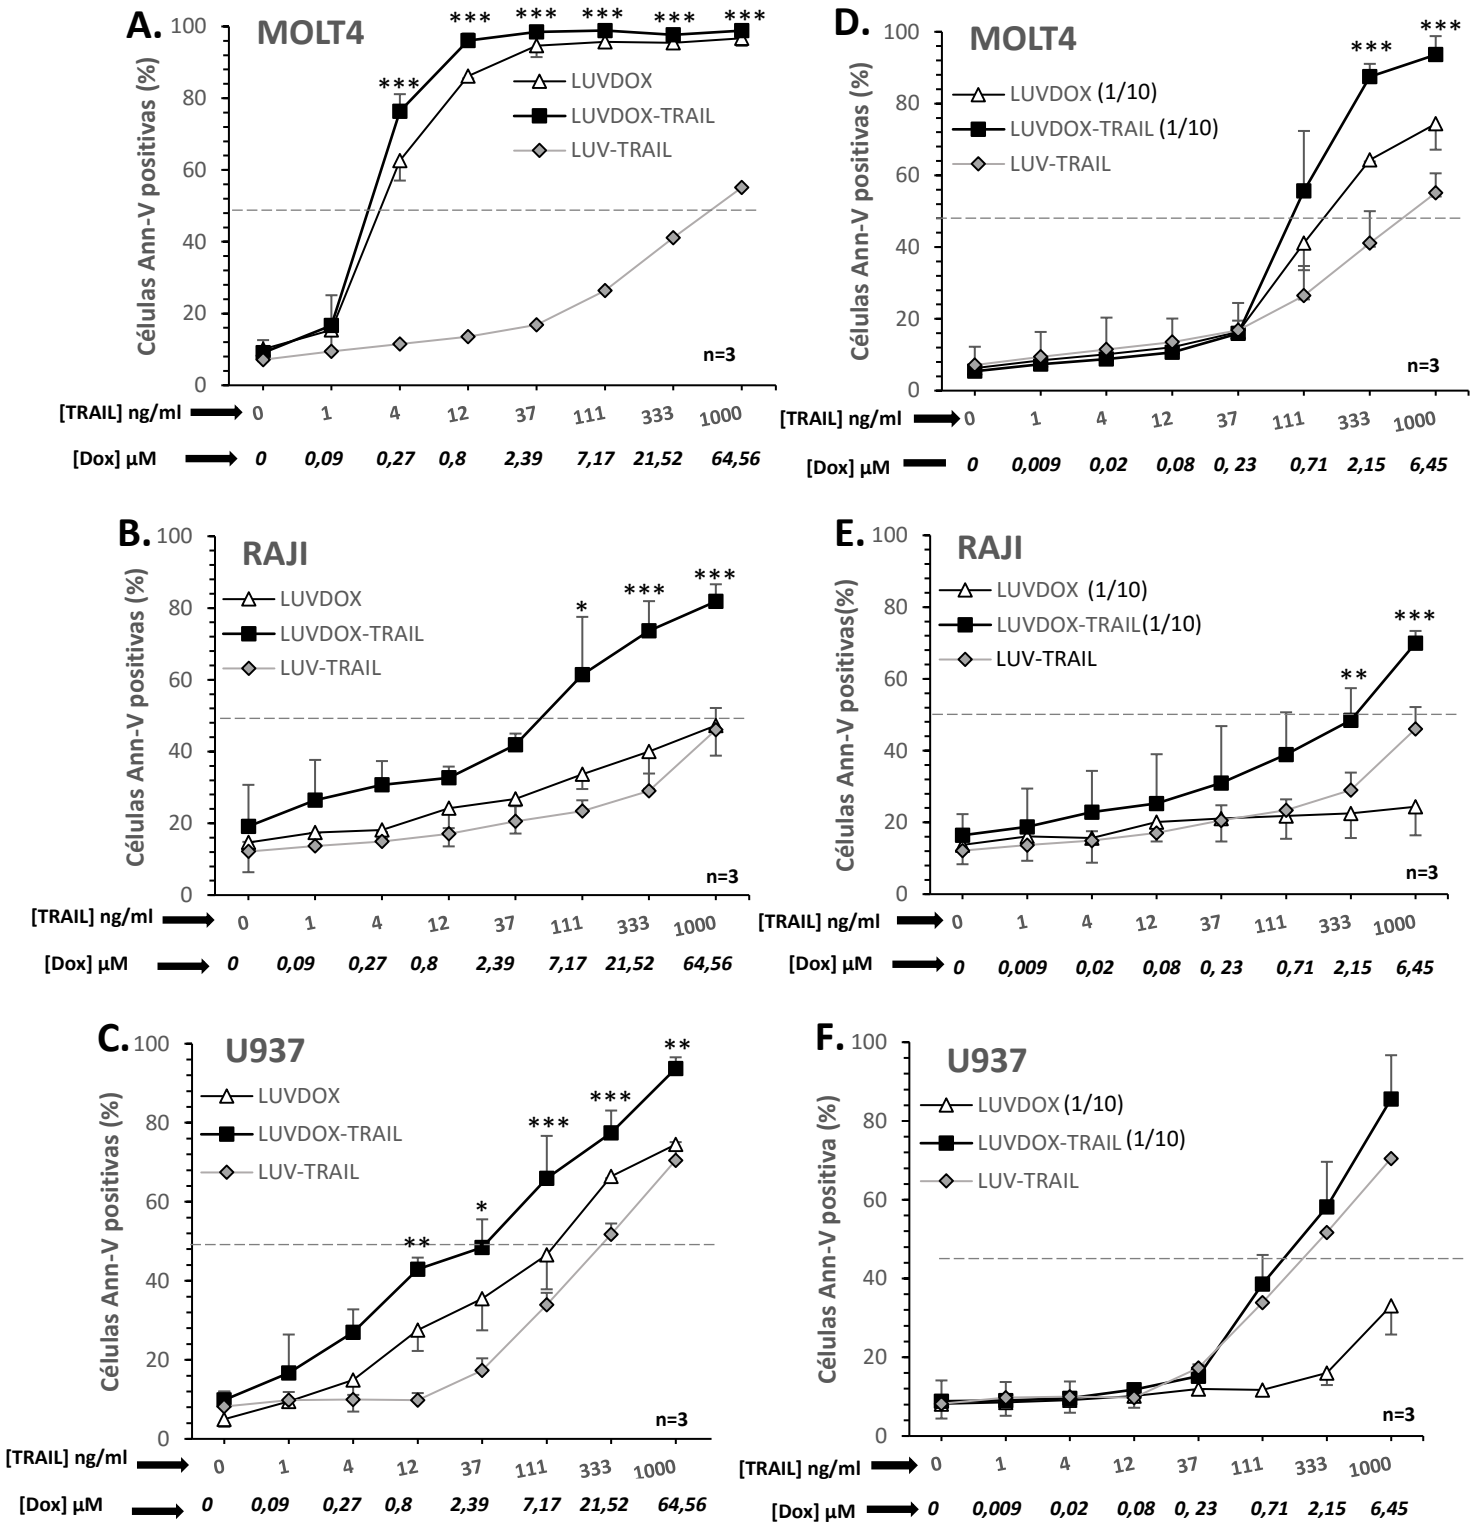 A.
MOLT4
***
***
***
***
***
***
Células Ann-V positivas (%)
100
80
60
40
20
0
LUVDOX
LUVDOX-TRAIL
LUV-TRAIL
n=3
[TRAIL] ng/ml
0 1 4 12 37 111 333 1000
[Dox] µM
0 0,09 0,27 0,8 2,39 7,17 21,52 64,56
D.
MOLT4
***
***
Células Ann-V positivas (%)
100
80
60
40
20
0
LUVDOX (1/10)
LUVDOX-TRAIL (1/10)
LUV-TRAIL
n=3
[TRAIL] ng/ml
0 1 4 12 37 111 333 1000
[Dox] µM
0 0,009 0,02 0,08 0, 23 0,71 2,15 6,45
B.
RAJI
*
***
***
Células Ann-V positivas (%)
100
80
60
40
20
0
LUVDOX
LUVDOX-TRAIL
LUV-TRAIL
n=3
[TRAIL] ng/ml
0 1 4 12 37 111 333 1000
[Dox] µM
0 0,09 0,27 0,8 2,39 7,17 21,52 64,56
E.
RAJI
**
***
Células Ann-V positivas(%)
100
80
60
40
20
0
LUVDOX (1/10)
LUVDOX-TRAIL(1/10)
LUV-TRAIL
n=3
[TRAIL] ng/ml
0 1 4 12 37 111 333 1000
[Dox] µM
0 0,009 0,02 0,08 0, 23 0,71 2,15 6,45
C.
U937
**
*
***
***
**
Células Ann-V positivas (%)
100
80
60
40
20
0
LUVDOX
LUVDOX-TRAIL
LUV-TRAIL
n=3
[TRAIL] ng/ml
0 1 4 12 37 111 333 1000
[Dox] µM
0 0,09 0,27 0,8 2,39 7,17 21,52 64,56
F.
U937
Células Ann-V positiva (%)
100
80
60
40
20
0
LUVDOX (1/10)
LUVDOX-TRAIL (1/10)
LUV-TRAIL
n=3
[TRAIL] ng/ml
0 1 4 12 37 111 333 1000
[Dox] µM
0 0,009 0,02 0,08 0, 23 0,71 2,15 6,45